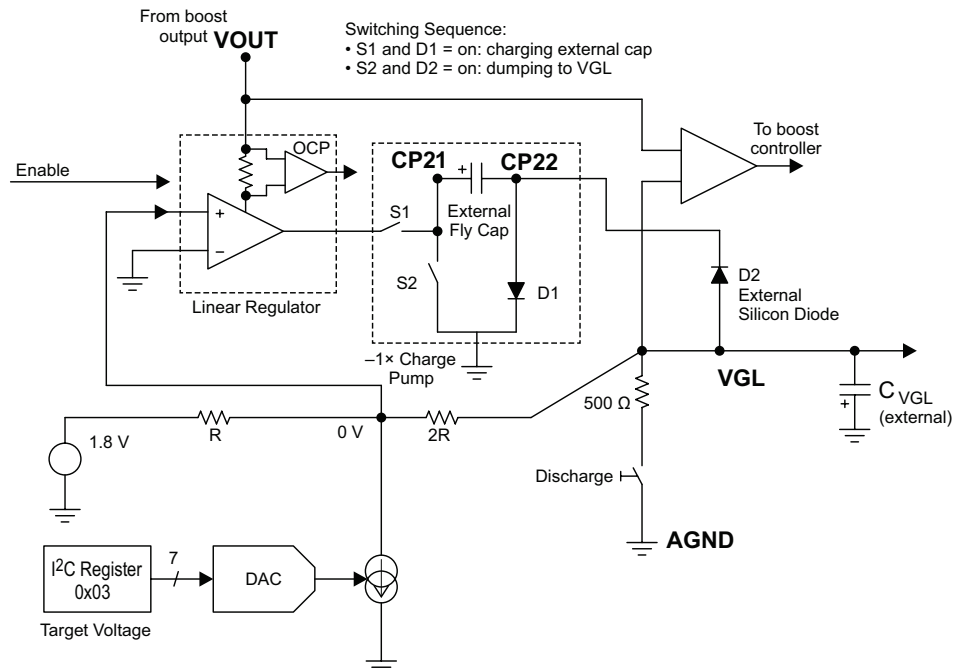 From boost
output VOUT
Switching Sequence:
• S1 and D1 = on: charging external cap
• S2 and D2 = on: dumping to VGL
Enable
OCP
+
−
Linear Regulator
S1
S2
CP21
+
CP22
External
Fly Cap
D1
–1× Charge
Pump
To boost
controller
D2
External
Silicon Diode
VGL
500 Ω
+
C VGL
(external)
Discharge
AGND
1.8 V
R
0 V
2R
I2C Register
0x03
7
DAC
Target Voltage